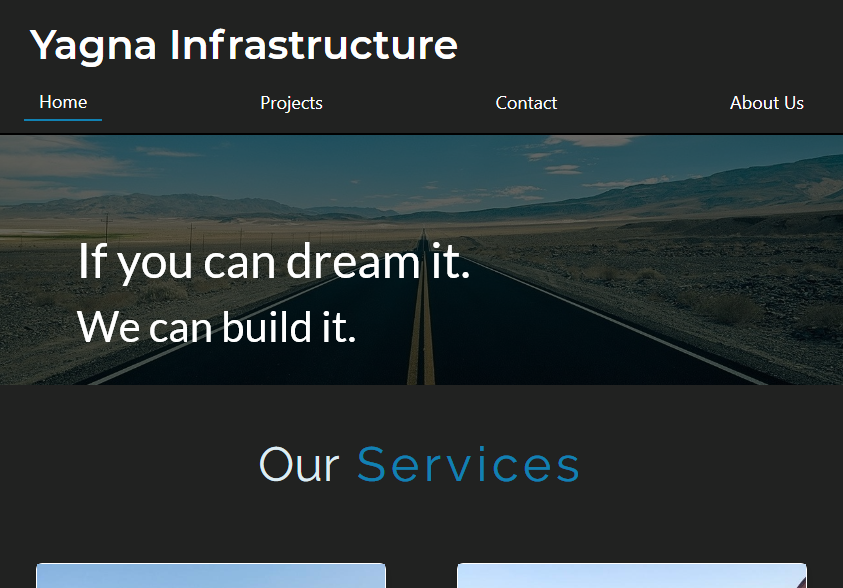 Yagna Infrastructure
Home Projects Contact About Us
If you can dream it.
We can build it.
Our Services